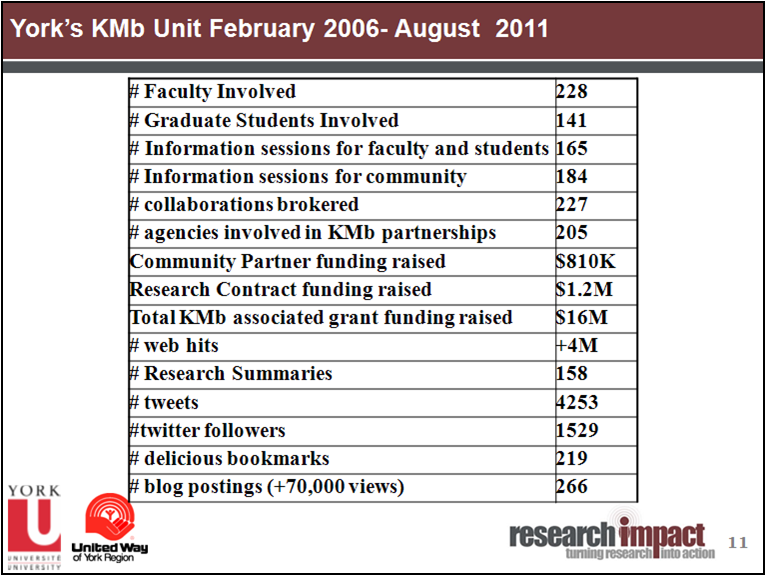 York's KMb Unit February 2006- August 2011
# Faculty Involved 228
# Graduate Students Involved 141
# Information sessions for faculty and students 165
# Information sessions for community 184
# collaborations brokered 227
# agencies involved in KMb partnerships 205
Community Partner funding raised $810K
Research Contract funding raised $1.2M
Total KMb associated grant funding raised $16M
# web hits +4M
# Research Summaries 158
# tweets 4253
#twitter followers 1529
# delicious bookmarks 219
# blog postings (+70,000 views) 266
YORK
U
UNIVERSITÉ
UNIVERSITY
United Way
of York Region
research impact
turning research into action
11